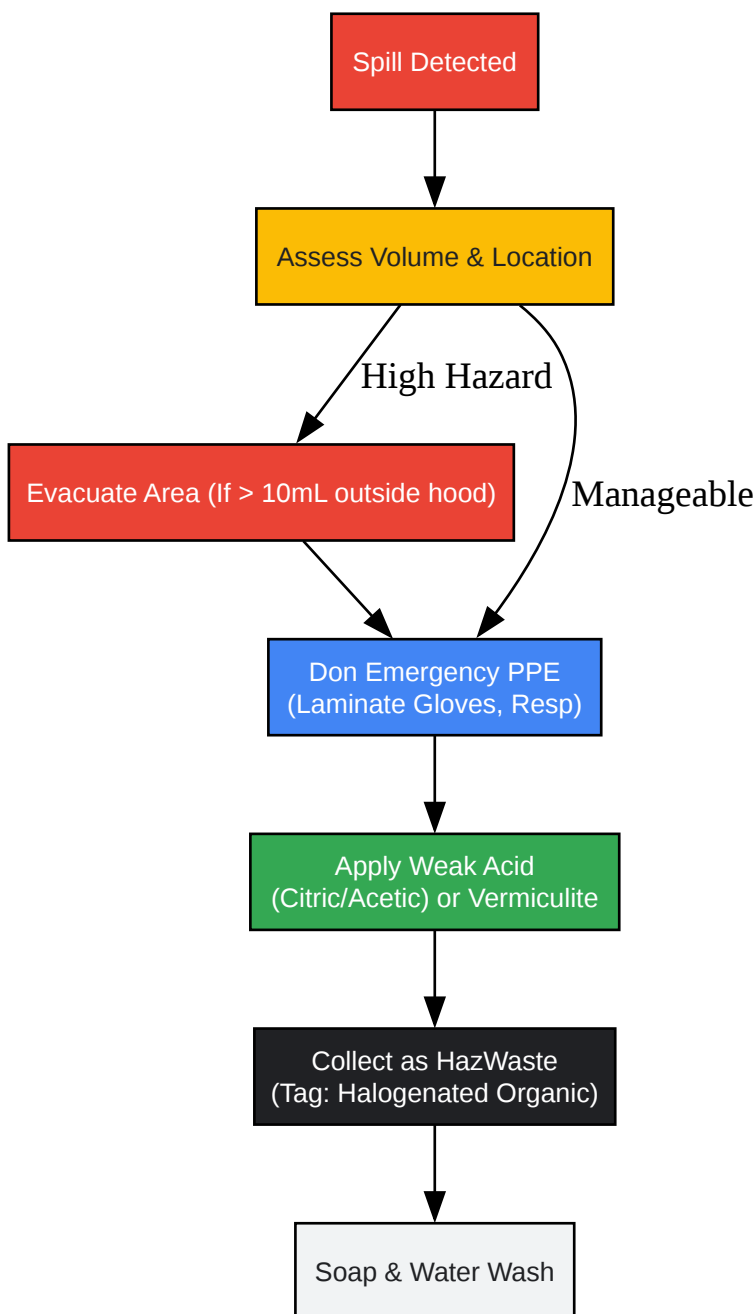 Spill Detected
Assess Volume & Location
High Hazard
Evacuate Area (If > 10mL outside hood)
Manageable
Don Emergency PPE
(Laminate Gloves, Resp)
Apply Weak Acid
(Citric/Acetic) or Vermiculite
Collect as HazWaste
(Tag: Halogenated Organic)
Soap & Water Wash